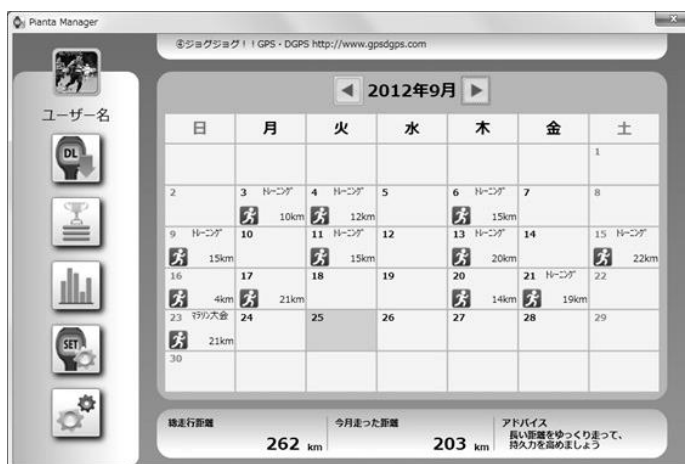 Pianta Manager
④ジョグジョグ！！GPS・DGPS http://www.gpsdgps.com
ユーザー名
DL
SET
2012年9月
日 月 火 水 木 金 土
1
2 3 ﾄﾚｰﾆﾝｸﾞ 4 ﾄﾚｰﾆﾝｸﾞ 5 6 ﾄﾚｰﾆﾝｸﾞ 7 8
10km 12km 15km
9 ﾄﾚｰﾆﾝｸﾞ 10 11 ﾄﾚｰﾆﾝｸﾞ 12 13 ﾄﾚｰﾆﾝｸﾞ 14 15 ﾄﾚｰﾆﾝｸﾞ
15km 15km 20km 22km
16 17 18 19 20 21 ﾄﾚｰﾆﾝｸﾞ 22
4km 21km 14km 19km
23 ﾏﾗｿﾝ大会 24 25 26 27 28 29
21km
30
総走行距離 今月走った距離 アドバイス
262 km 203 km 長い距離をゆっくり走って、
持久力を高めましょう